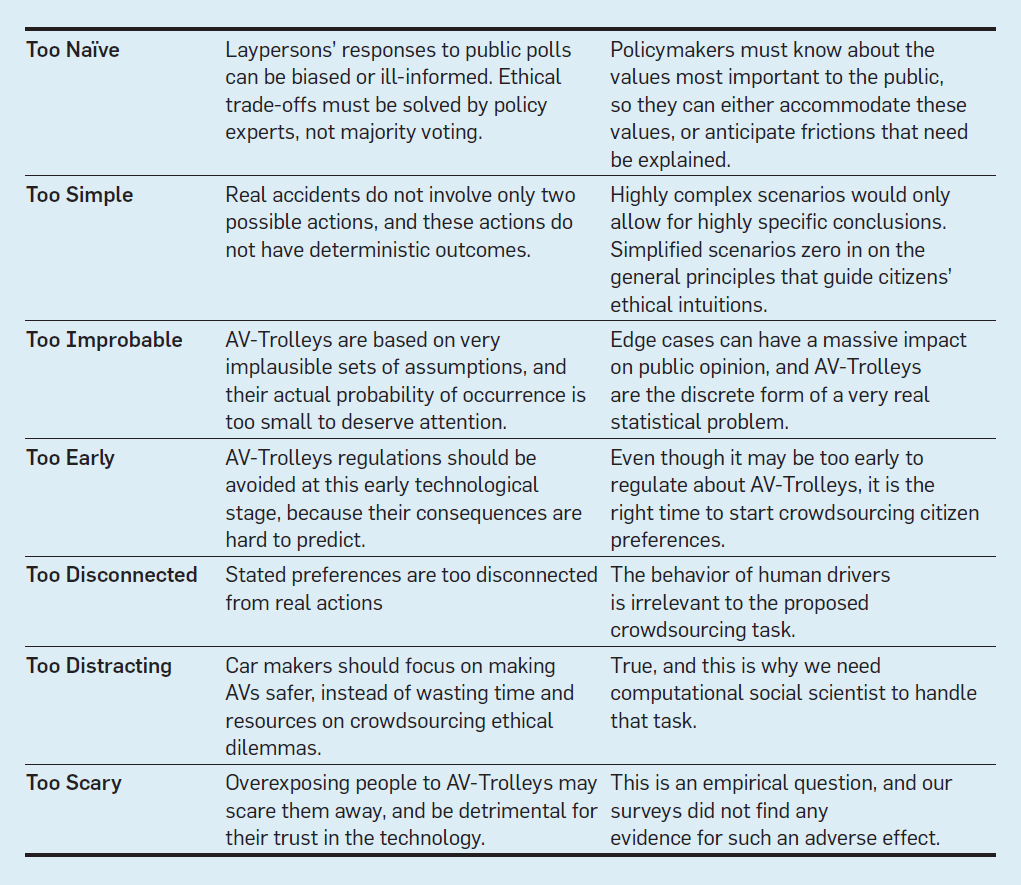 Too Naïve
Laypersons’ responses to public polls
can be biased or ill-informed. Ethical
trade-offs must be solved by policy
experts, not majority voting.
Policymakers must know about the
values most important to the public,
so they can either accommodate these
values, or anticipate frictions that need
be explained.
Too Simple
Real accidents do not involve only two
possible actions, and these actions do
not have deterministic outcomes.
Highly complex scenarios would only
allow for highly specific conclusions.
Simplified scenarios zero in on the
general principles that guide citizens’
ethical intuitions.
Too Improbable
AV-Trolleys are based on very
implausible sets of assumptions, and
their actual probability of occurrence is
too small to deserve attention.
Edge cases can have a massive impact
on public opinion, and AV-Trolleys
are the discrete form of a very real
statistical problem.
Too Early
AV-Trolleys regulations should be
avoided at this early technological
stage, because their consequences are
hard to predict.
Even though it may be too early to
regulate about AV-Trolleys, it is the
right time to start crowdsourcing citizen
preferences.
Too Disconnected
Stated preferences are too disconnected
from real actions
The behavior of human drivers
is irrelevant to the proposed
crowdsourcing task.
Too Distracting
Car makers should focus on making
AVs safer, instead of wasting time and
resources on crowdsourcing ethical
dilemmas.
True, and this is why we need
computational social scientist to handle
that task.
Too Scary
Overexposing people to AV-Trolleys may
scare them away, and be detrimental for
their trust in the technology.
This is an empirical question, and our
surveys did not find any
evidence for such an adverse effect.